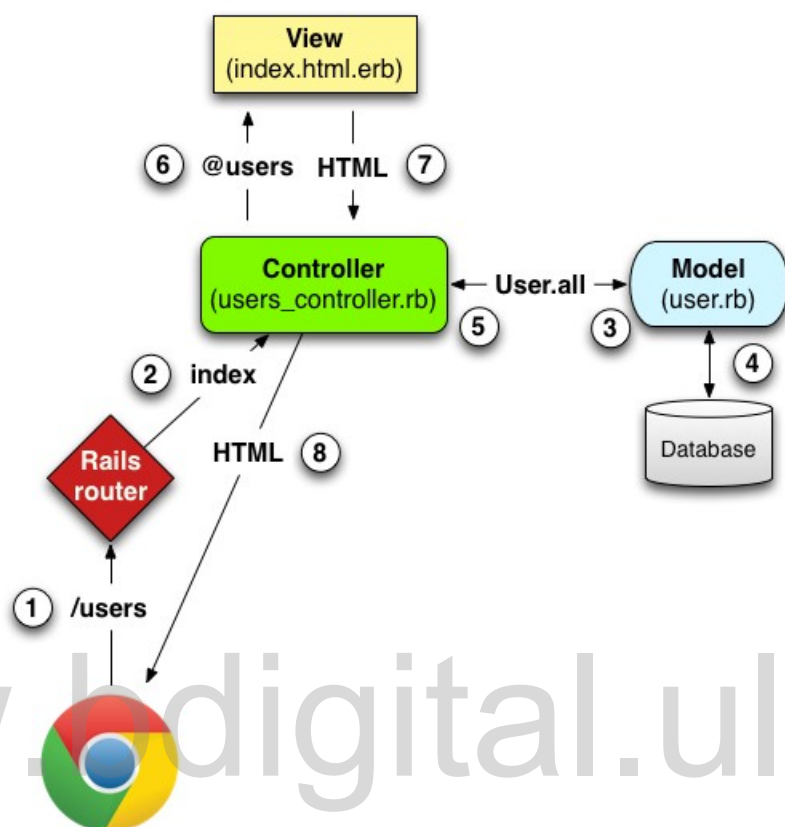 View
(index.html.erb)
6 @users HTML 7
Controller
(users_controller.rb)
User.all
Model
(user.rb)
5
3
4
2 index
Database
HTML 8
Rails
router
1 /users
.bdigital.ul